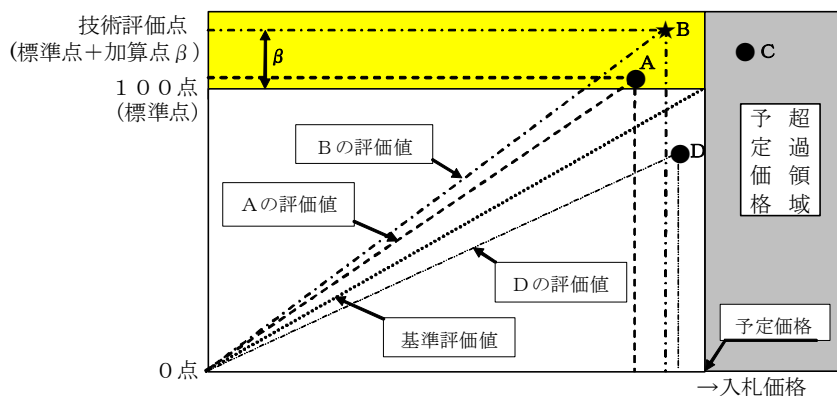 技術評価点
(標準点+加算点β)
β
B
C
A
100点
(標準点)
超過領域
予定価格
D
Bの評価値
Aの評価値
Dの評価値
基準評価値
予定価格
0点
→入札価格